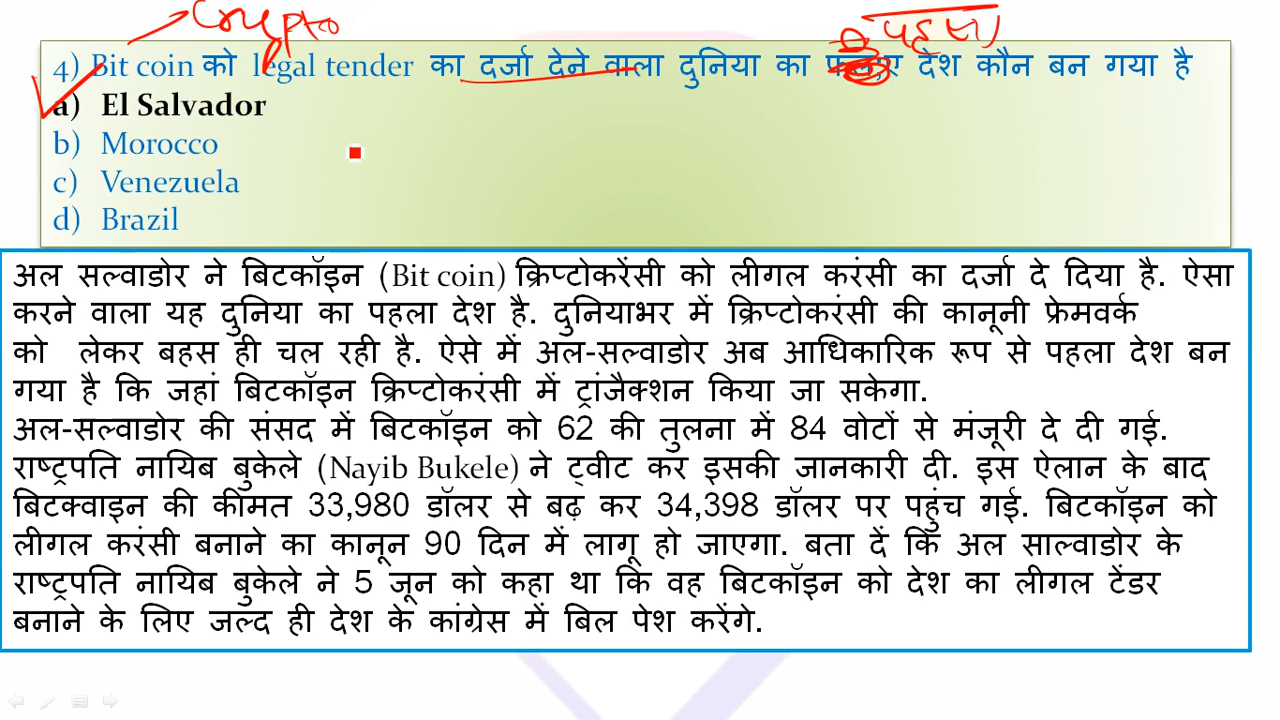 Crypto
पहला
4) Bit coin को legal tender का दर्जा देने वाला दुनिया का देश कौन बन गया है
a) El Salvador
b) Morocco
c) Venezuela
d) Brazil
अल सल्वाडोर ने बिटकॉइन (Bit coin) क्रिप्टोकरेंसी को लीगल करंसी का दर्जा दे दिया है. ऐसा
करने वाला यह दुनिया का पहला देश है. दुनियाभर में क्रिप्टोकरंसी की कानूनी फ्रेमवर्क
को लेकर बहस ही चल रही है. ऐसे में अल-सल्वाडोर अब आधिकारिक रूप से पहला देश बन
गया है कि जहां बिटकॉइन क्रिप्टोकरंसी में ट्रांजैक्शन किया जा सकेगा.
अल-सल्वाडोर की संसद में बिटकॉइन को 62 की तुलना में 84 वोटों से मंजूरी दे दी गई.
राष्ट्रपति नायिब बुकेले (Nayib Bukele) ने ट्वीट कर इसकी जानकारी दी. इस ऐलान के बाद
बिटक्वाइन की कीमत 33,980 डॉलर से बढ़ कर 34,398 डॉलर पर पहुंच गई. बिटकॉइन को
लीगल करंसी बनाने का कानून 90 दिन में लागू हो जाएगा. बता दें कि अल साल्वाडोर के
राष्ट्रपति नायिब बुकेले ने 5 जून को कहा था कि वह बिटकॉइन को देश का लीगल टेंडर
बनाने के लिए जल्द ही देश के कांग्रेस में बिल पेश करेंगे.